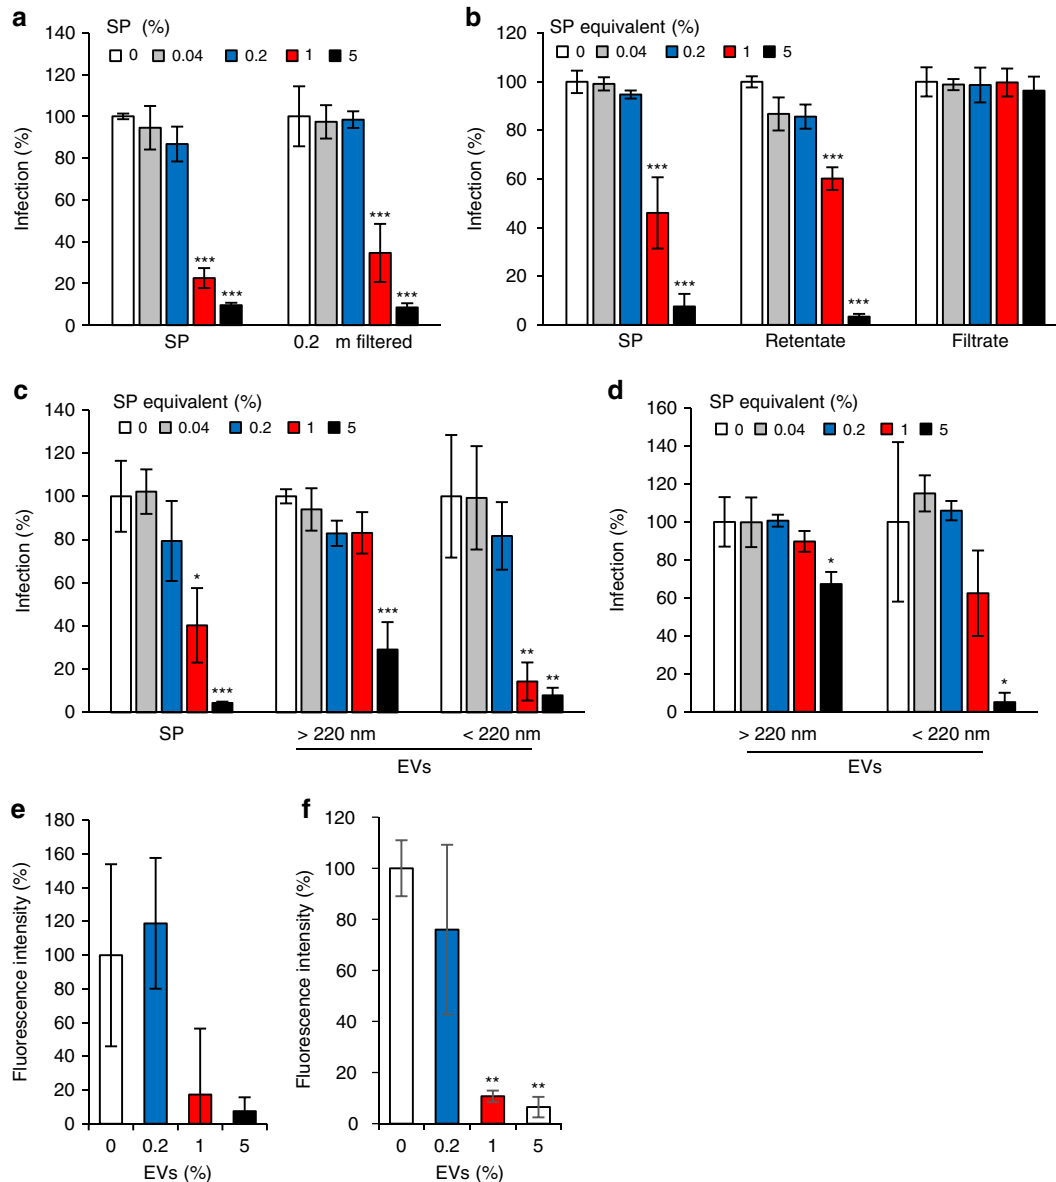 a
SP (%)
0 0.04 0.2 1 5
Infection (%)
140
120
100
80
60
40
20
0
*** *** *** ***
SP 0.2 m filtered
b
SP equivalent (%)
0 0.04 0.2 1 5
Infection (%)
120
100
80
60
40
20
0
*** *** *** ***
SP Retentate Filtrate
c
SP equivalent (%)
0 0.04 0.2 1 5
Infection (%)
140
120
100
80
60
40
20
0
* *** *** ** **
SP > 220 nm < 220 nm
EVs
d
SP equivalent (%)
0 0.04 0.2 1 5
Infection (%)
160
140
120
100
80
60
40
20
0
* *
> 220 nm < 220 nm
EVs
e
Fluorescence intensity (%)
180
160
140
120
100
80
60
40
20
0
0 0.2 1 5
EVs (%)
f
Fluorescence intensity (%)
120
100
80
60
40
20
0
** **
0 0.2 1 5
EVs (%)